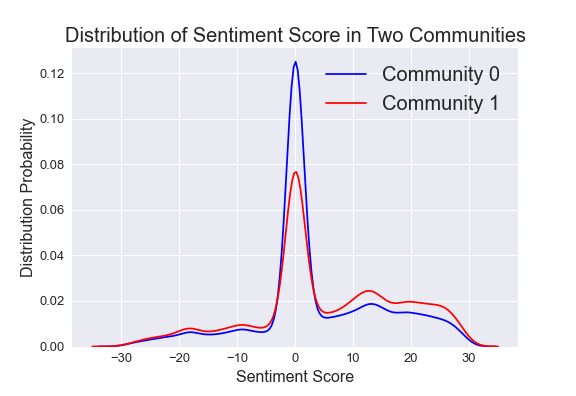 Distribution of Sentiment Score in Two Communities
Community 0
Community 1
Distribution Probability
0.12
0.10
0.08
0.06
0.04
0.02
0.00
−30 −20 −10 0 10 20 30
Sentiment Score